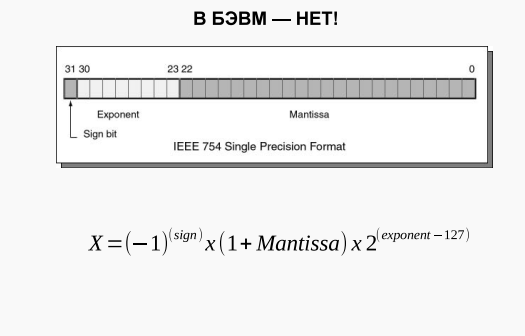 В БЭВМ — НЕТ!
31 30 23 22 0
Exponent Mantissa
Sign bit
IEEE 754 Single Precision Format
X=(−1)^(sign) x(1+Mantissa) x 2^(exponent−127)